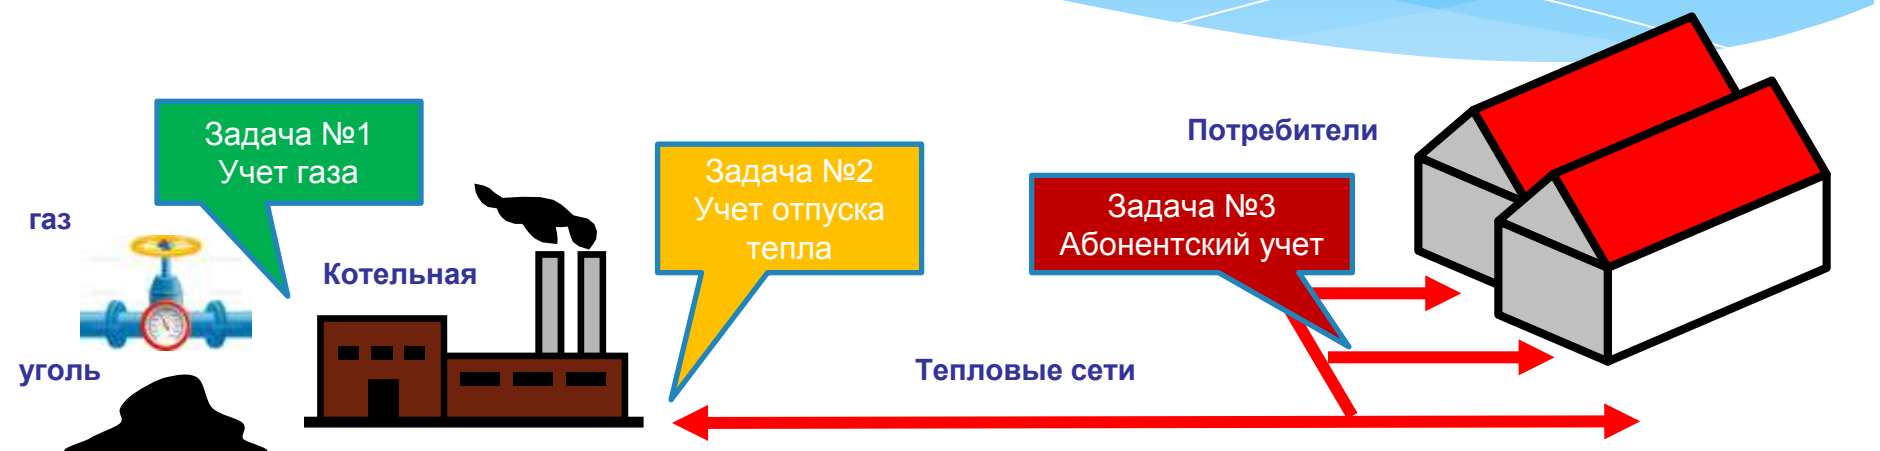 Задача №1
Учет газа
газ
Котельная
уголь
Задача №2
Учет отпуска
тепла
Тепловые сети
Задача №3
Абонентский учет
Потребители